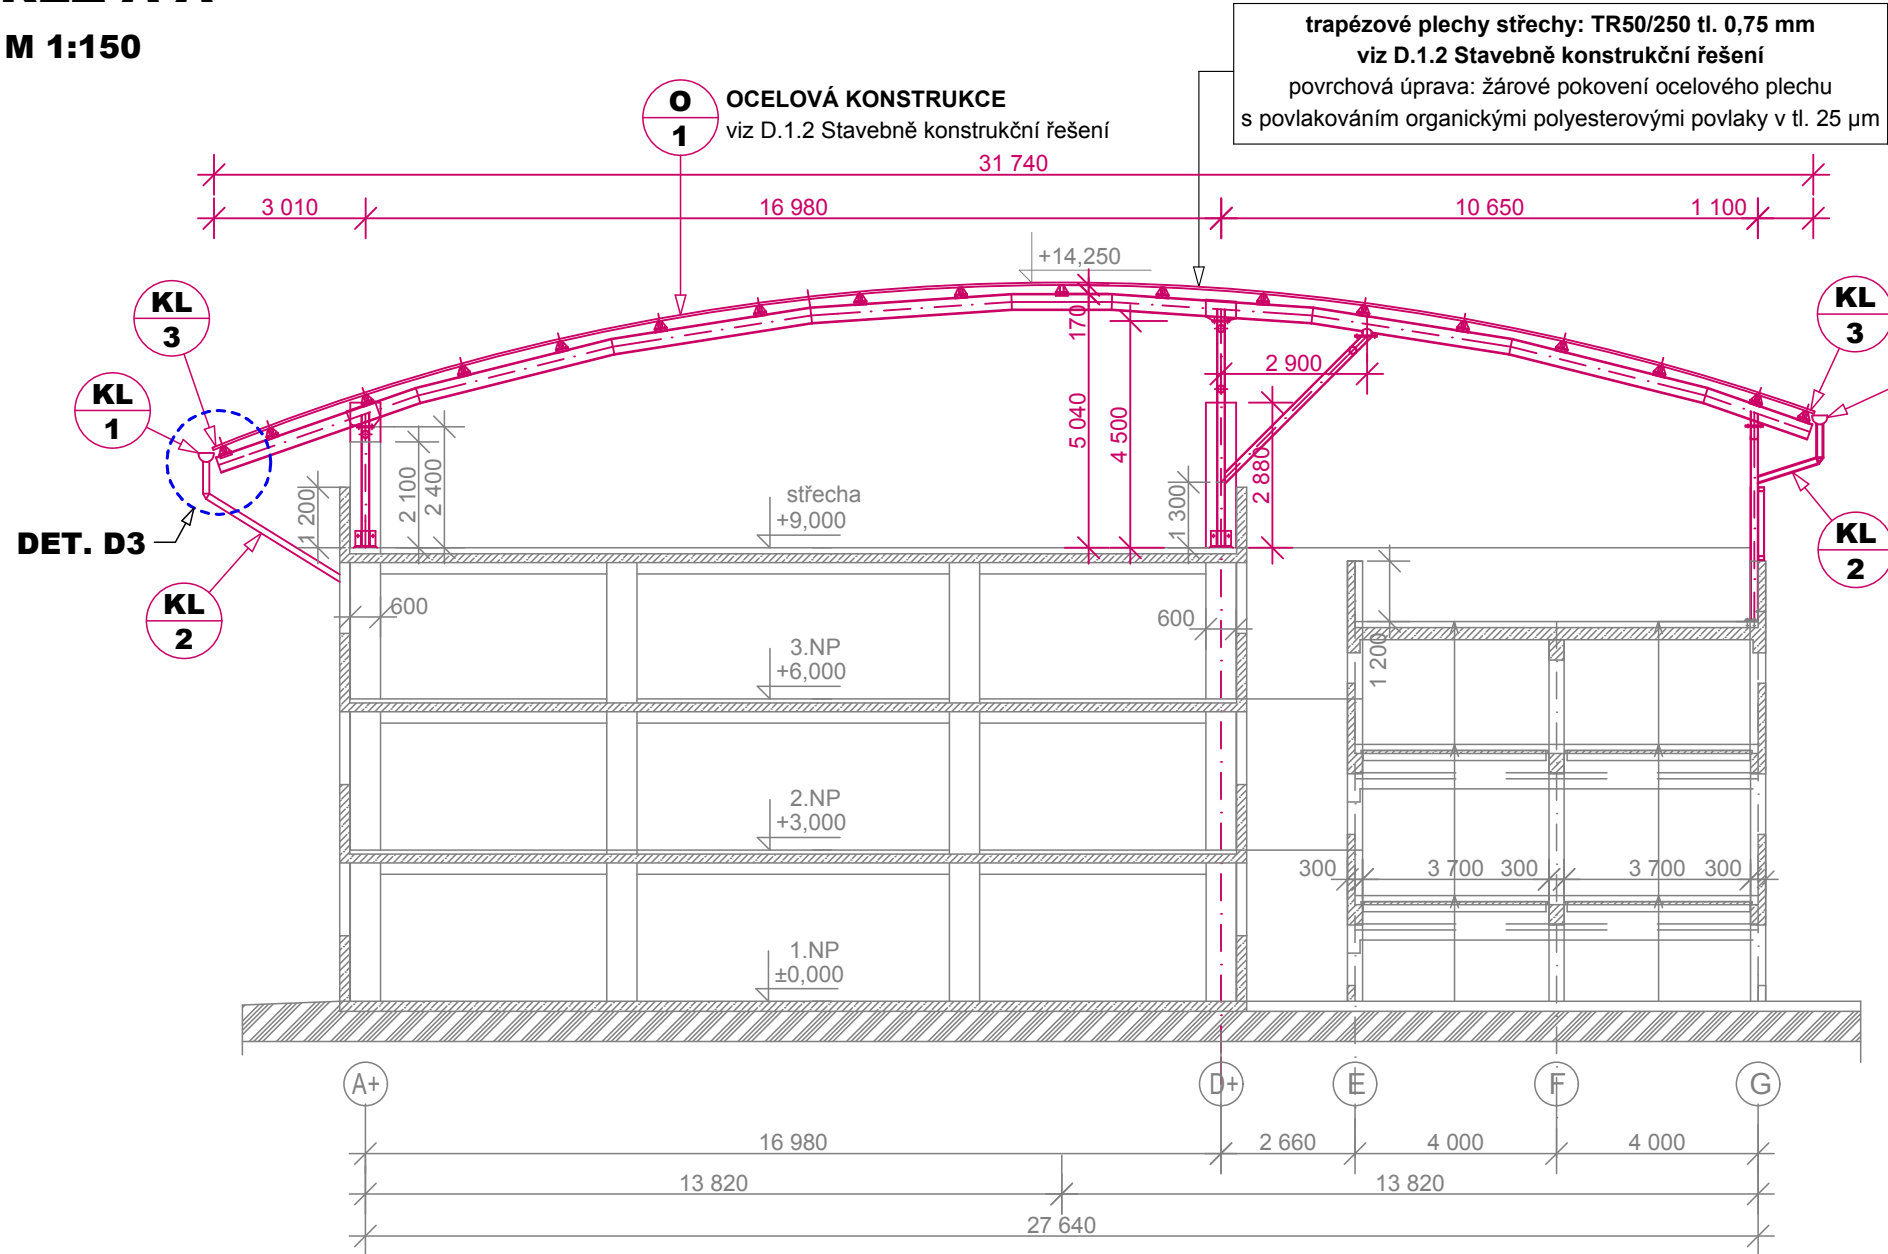 M 1:150
trapézové plechy střechy: TR50/250 tl. 0,75 mm
viz D.1.2 Stavebně konstrukční řešení
povrchová úprava: žárové pokovení ocelového plechu
s povlakováním organickými polyesterovými povlaky v tl. 25 µm
O
1
OCELOVÁ KONSTRUKCE
viz D.1.2 Stavebně konstrukční řešení
31 740
3 010
16 980
10 650
1 100
+14,250
KL
3
KL
3
KL
1
170
2 900
5 040
4 500
2 880
2 100
2 400
1 200
1 300
střecha
+9,000
DET. D3
KL
2
KL
2
600
600
1 200
3.NP
+6,000
2.NP
+3,000
300
3 700
300
3 700
300
1.NP
±0,000
A+
D+
E
F
G
16 980
2 660
4 000
4 000
13 820
13 820
27 640